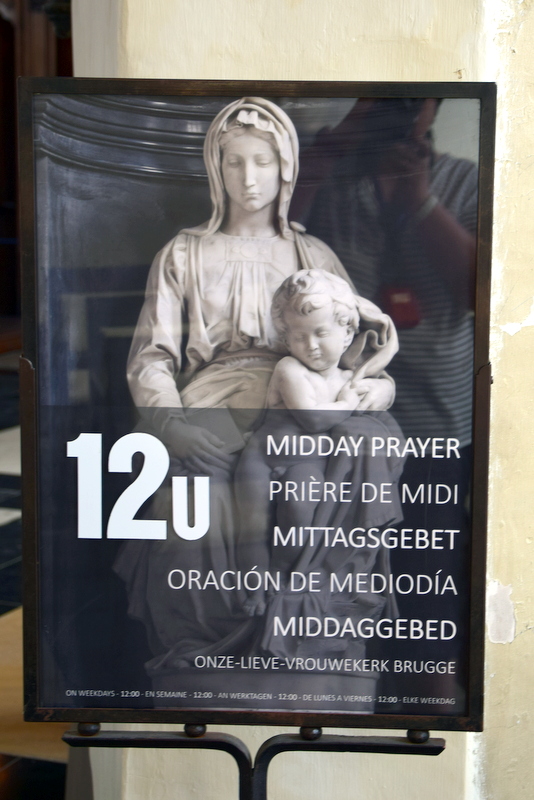 12U
MIDDAY PRAYER
PRIÈRE DE MIDI
MITTAGSGEBET
ORACIÓN DE MEDIODÍA
MIDDAGGEBED
ONZE-LIEVE-VROUWEKERK BRUGGE
ON WEEKDAYS - 12:00 - EN SEMAINE - 12:00 - AN WERKTAGEN - 12:00 - DE LUNES A VIERNES - 12:00 - ELKE WEEKDAG